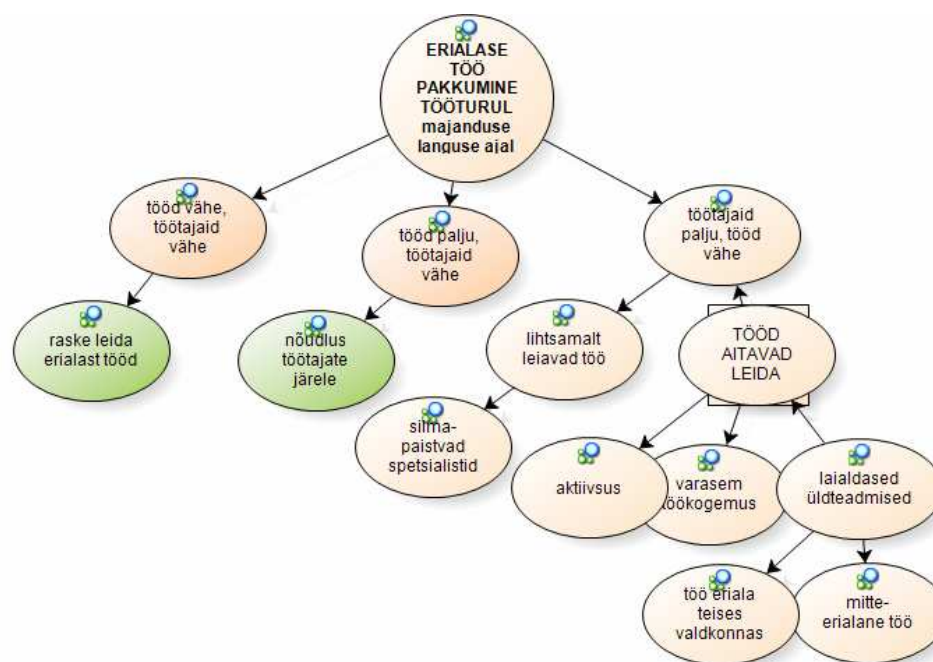 ERIALASE
TÖÖ
PAKKUMINE
TÖÖTURUL
majanduse
languse ajal
tööd vähe,
töötajaid
vähe
tööd palju,
töötajaid
vähe
töötajaid
palju, tööd
vähe
raske leida
erialast tööd
nõudlus
töötajate
järele
lihtsamalt
leiavad töö
TÖÖD
AITAVAD
LEIDA
silma-
paistvad
spetsialistid
aktiivsus
varasem
töökogemus
laialdased
üldteadmised
töö eriala
teises
valdkonnas
mitte-
erialane töö